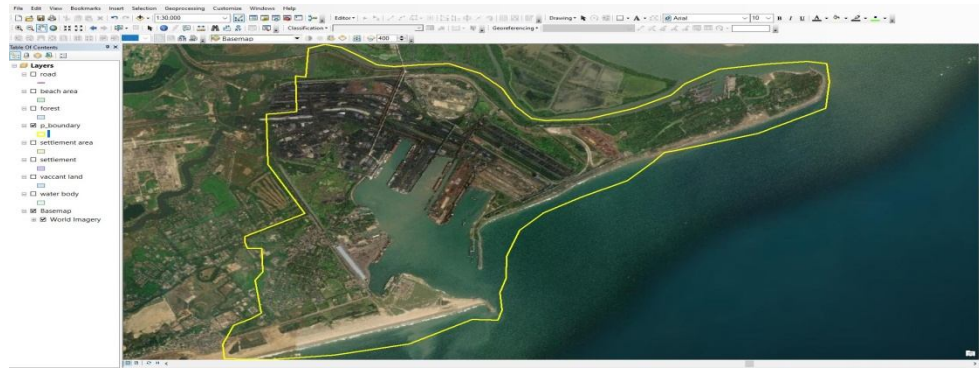 File Edit View Bookmarks Insert Selection Geoprocessing Customize Windows Help
1:30,000 Editor Drawing A Arial 10 B I U A
Classification Georeferencing
Basemap 400
Table Of Contents
Layers
road
beach area
forest
p_boundary
settlement area
settlement
vaccant land
water body
Basemap
World Imagery